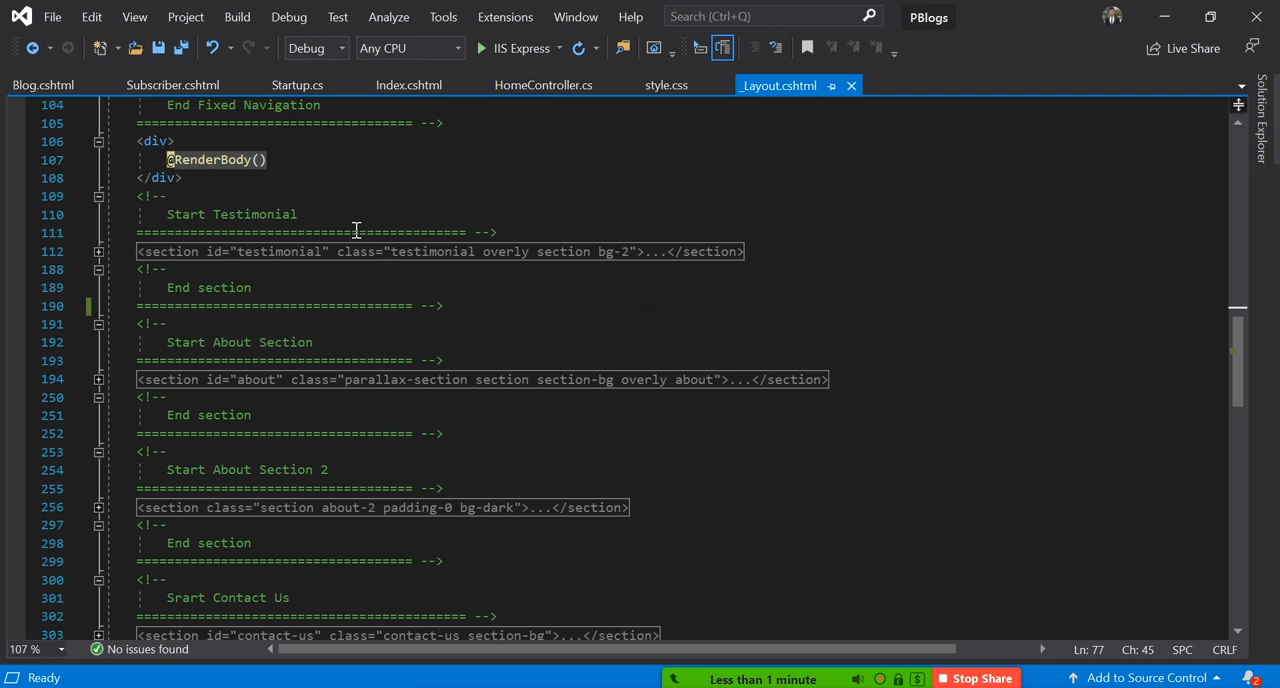 File Edit View Project Build Debug Test Analyze Tools Extensions Window Help Search (Ctrl+Q) PBlogs
Debug Any CPU IIS Express Live Share
Blog.cshtml Subscriber.cshtml Startup.cs Index.cshtml HomeController.cs style.css _Layout.cshtml
Solution Explorer
104 End Fixed Navigation
105 ==================================== -->
106 <div>
107 @RenderBody()
108 </div>
109 <!--
110 Start Testimonial
111 =========================================== -->
112 <section id="testimonial" class="testimonial overly section bg-2">...</section>
188 <!--
189 End section
190 ==================================== -->
191 <!--
192 Start About Section
193 ==================================== -->
194 <section id="about" class="parallax-section section section-bg overly about">...</section>
250 <!--
251 End section
252 ==================================== -->
253 <!--
254 Start About Section 2
255 ==================================== -->
256 <section class="section about-2 padding-0 bg-dark">...</section>
297 <!--
298 End section
299 ==================================== -->
300 <!--
301 Srart Contact Us
302 =========================================== -->
303 <section id="contact-us" class="contact-us section-bg">...</section>
107 % No issues found Ln: 77 Ch: 45 SPC CRLF
Ready Less than 1 minute $ Stop Share Add to Source Control 2